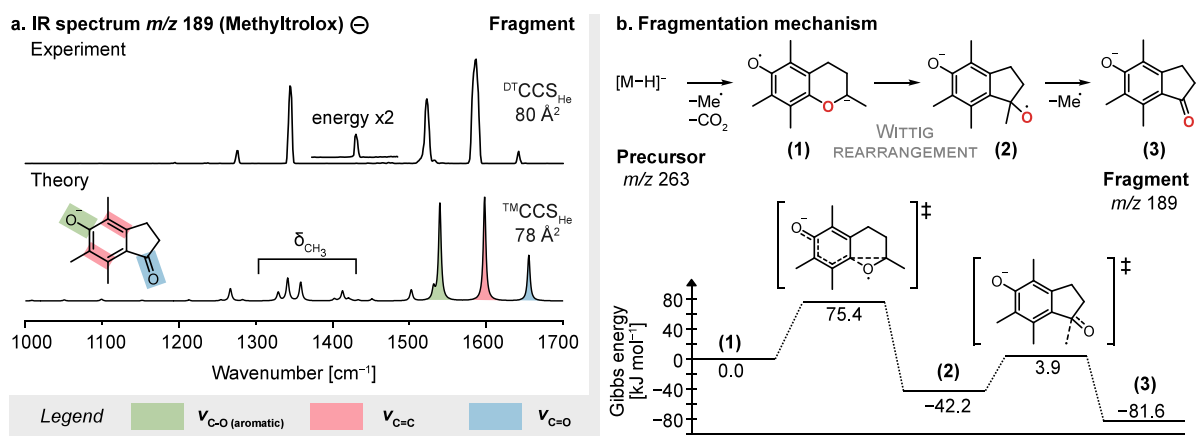 a. IR spectrum m/z 189 (Methyltrolox) ⊖
Fragment
Experiment
DTCCSHe
80 Å²
energy x2
Theory
TMCCSHe
78 Å²
O−
O
δCH3
1000 1100 1200 1300 1400 1500 1600 1700
Wavenumber [cm−1]
Legend
νC-O (aromatic)
νC=C
νC=O
b. Fragmentation mechanism
[M−H]−
−Me•
−CO2
O•
O
−
(1)
WITTIG
REARRANGEMENT
O−
O
(2)
−Me•
O−
O
(3)
Precursor
m/z 263
Fragment
m/z 189
O−
O
‡
O−
O
‡
Gibbs energy
[kJ mol−1]
80
40
0
−40
−80
(1)
0.0
75.4
(2)
−42.2
3.9
(3)
−81.6